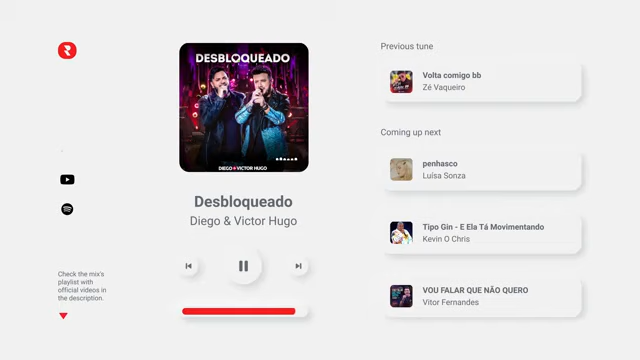 DESBLOQUEADO
DIEGO & VICTOR HUGO
Desbloqueado
Diego & Victor Hugo
Check the mix's
playlist with
official videos in
the description.
Previous tune
Volta comigo bb
Zé Vaqueiro
Coming up next
penhasco
Luísa Sonza
Tipo Gin - E Ela Tá Movimentando
Kevin O Chris
VOU FALAR QUE NÃO QUERO
Vitor Fernandes